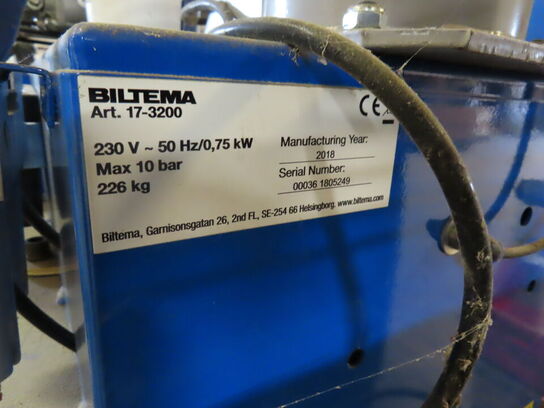 BILTEMA
Art. 17-3200
CE
230 V ~ 50 Hz/0,75 kW
Max 10 bar
226 kg
Manufacturing Year:
2018
Serial Number:
00036 1805249
Biltema, Garnisonsgatan 26, 2nd FL, SE-254 66 Helsingborg. www.biltema.com